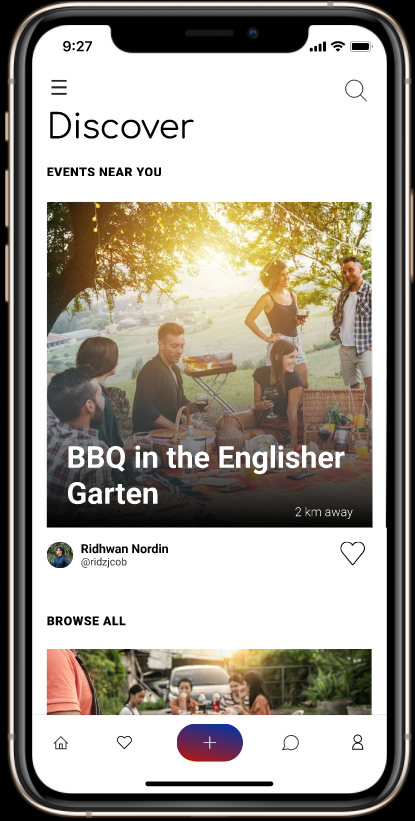 9:27
Discover
EVENTS NEAR YOU
BBQ in the Englisher
Garten
2 km away
Ridhwan Nordin
@ridzjcob
BROWSE ALL